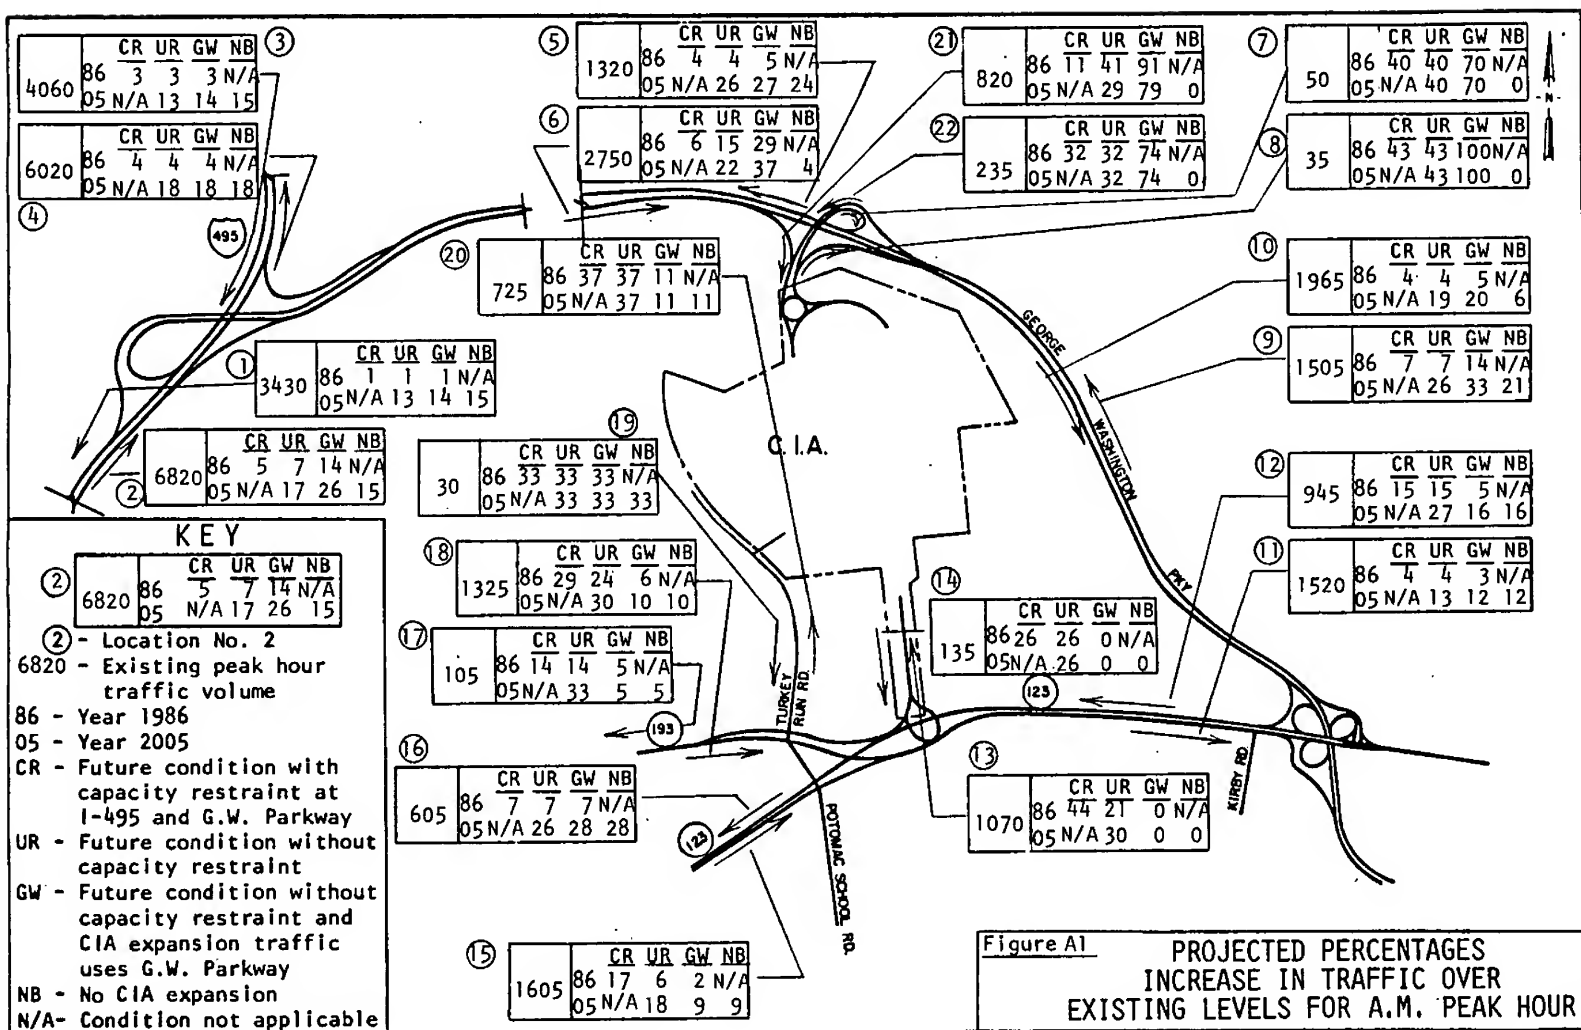 ③
4060
CR UR GW NB
86 3 3 3 N/A
05 N/A 13 14 15
6020
CR UR GW NB
86 4 4 4 N/A
05 N/A 18 18 18
④
⑤
1320
CR UR GW NB
86 4 4 5 N/A
05 N/A 26 27 24
⑥
2750
CR UR GW NB
86 6 15 29 N/A
05 N/A 22 37 4
㉑
820
CR UR GW NB
86 11 41 91 N/A
05 N/A 29 79 0
㉒
235
CR UR GW NB
86 32 32 74 N/A
05 N/A 32 74 0
⑦
50
CR UR GW NB
86 40 40 70 N/A
05 N/A 40 70 0
⑧
35
86 43 43 100 N/A
05 N/A 43 100 0
N
495
⑳
725
CR UR GW NB
86 37 37 11 N/A
05 N/A 37 11 11
⑩
1965
CR UR GW NB
86 4 4 5 N/A
05 N/A 19 20 6
⑨
1505
CR UR GW NB
86 7 7 14 N/A
05 N/A 26 33 21
GEORGE
WASHINGTON
PKY
①
3430
CR UR GW NB
86 1 1 1 N/A
05 N/A 13 14 15
②
6820
CR UR GW NB
86 5 7 14 N/A
05 N/A 17 26 15
C.I.A.
⑲
30
CR UR GW NB
86 33 33 33 N/A
05 N/A 33 33 33
⑫
945
CR UR GW NB
86 15 15 5 N/A
05 N/A 27 16 16
⑱
1325
CR UR GW NB
86 29 24 6 N/A
05 N/A 30 10 10
⑪
1520
CR UR GW NB
86 4 4 3 N/A
05 N/A 13 12 12
⑭
135
CR UR GW NB
86 26 26 0 N/A
05 N/A 26 0 0
⑰
105
CR UR GW NB
86 14 14 5 N/A
05 N/A 33 5 5
193
TURKEY
RUN RD.
123
KIRBY RD
⑯
605
CR UR GW NB
86 7 7 7 N/A
05 N/A 26 28 28
⑬
1070
CR UR GW NB
86 44 21 0 N/A
05 N/A 30 0 0
123
POTOMAC SCHOOL RD.
⑮
1605
CR UR GW NB
86 17 6 2 N/A
05 N/A 18 9 9
KEY
②
6820
CR UR GW NB
86 5 7 14 N/A
05 N/A 17 26 15
② - Location No. 2
6820 - Existing peak hour
traffic volume
86 - Year 1986
05 - Year 2005
CR - Future condition with
capacity restraint at
I-495 and G.W. Parkway
UR - Future condition without
capacity restraint
GW - Future condition without
capacity restraint and
CIA expansion traffic
uses G.W. Parkway
NB - No CIA expansion
N/A- Condition not applicable
Figure A1
PROJECTED PERCENTAGES
INCREASE IN TRAFFIC OVER
EXISTING LEVELS FOR A.M. PEAK HOUR